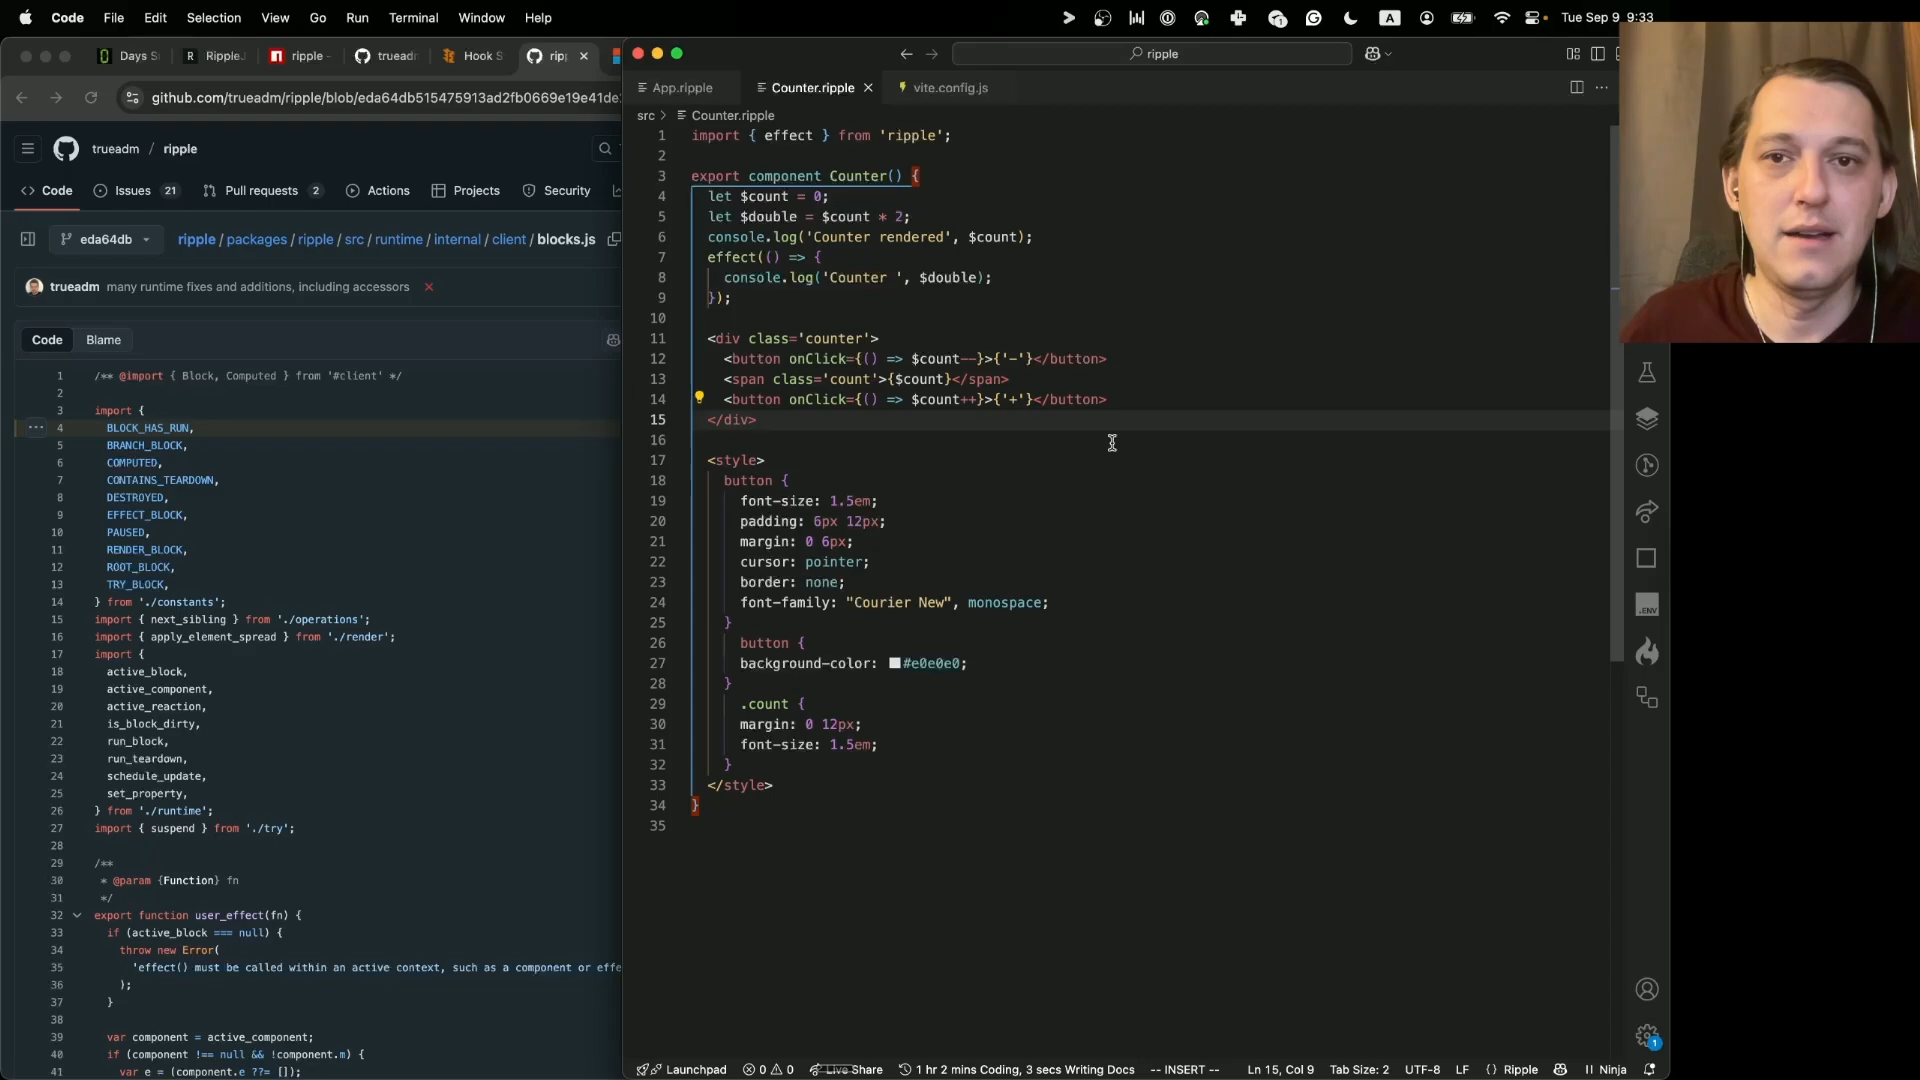 Code File Edit Selection View Go Run Terminal Window Help
A Tue Sep 9 9:33
Days S RippleJ ripple - truead Hook S rip
github.com/trueadm/ripple/blob/eda64db515475913ad2fb0669e19e41de
trueadm / ripple
Code Issues 21 Pull requests 2 Actions Projects Security
eda64db ripple / packages / ripple / src / runtime / internal / client / blocks.js
trueadm many runtime fixes and additions, including accessors
Code Blame
1 /** @import { Block, Computed } from '#client' */
2
3 import {
4 BLOCK_HAS_RUN,
5 BRANCH_BLOCK,
6 COMPUTED,
7 CONTAINS_TEARDOWN,
8 DESTROYED,
9 EFFECT_BLOCK,
10 PAUSED,
11 RENDER_BLOCK,
12 ROOT_BLOCK,
13 TRY_BLOCK,
14 } from './constants';
15 import { next_sibling } from './operations';
16 import { apply_element_spread } from './render';
17 import {
18 active_block,
19 active_component,
20 active_reaction,
21 is_block_dirty,
22 run_block,
23 run_teardown,
24 schedule_update,
25 set_property,
26 } from './runtime';
27 import { suspend } from './try';
28
29 /**
30 * @param {Function} fn
31 */
32 export function user_effect(fn) {
33 if (active_block === null) {
34 throw new Error(
35 'effect() must be called within an active context, such as a component or effe
36 );
37 }
38
39 var component = active_component;
40 if (component !== null && !component.m) {
41 var e = (component.e ??= []);
ripple
App.ripple Counter.ripple vite.config.js
src > Counter.ripple
1 import { effect } from 'ripple';
2
3 export component Counter() {
4 let $count = 0;
5 let $double = $count * 2;
6 console.log('Counter rendered', $count);
7 effect(() => {
8 console.log('Counter ', $double);
9 });
10
11 <div class='counter'>
12 <button onClick={() => $count--}>{'-'}</button>
13 <span class='count'>{$count}</span>
14 <button onClick={() => $count++}>{'+'}</button>
15 </div>
16
17 <style>
18 button {
19 font-size: 1.5em;
20 padding: 6px 12px;
21 margin: 0 6px;
22 cursor: pointer;
23 border: none;
24 font-family: "Courier New", monospace;
25 }
26 button {
27 background-color: #e0e0e0;
28 }
29 .count {
30 margin: 0 12px;
31 font-size: 1.5em;
32 }
33 </style>
34 }
35
.ENV
1
Launchpad 0 0 Live Share 1 hr 2 mins Coding, 3 secs Writing Docs -- INSERT -- Ln 15, Col 9 Tab Size: 2 UTF-8 LF { } Ripple Ninja